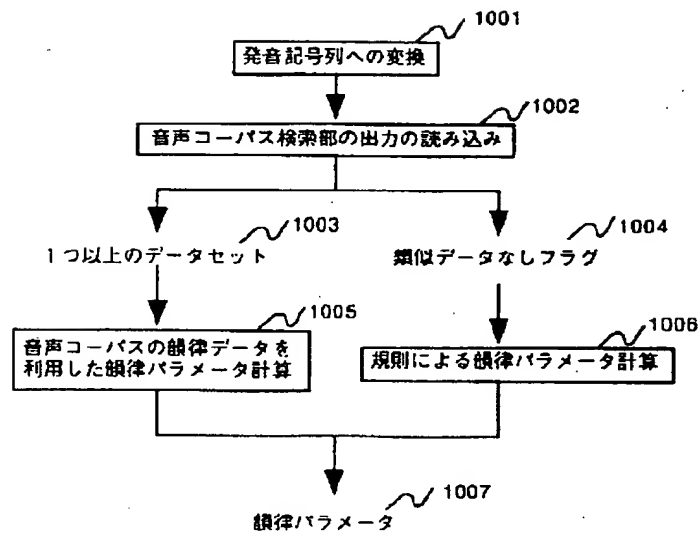 1001
発音記号列への変換
1002
音声コーパス検索部の出力の読み込み
1003
1つ以上のデータセット
1004
類似データなしフラグ
1005
音声コーパスの韻律データを
利用した韻律パラメータ計算
1006
規則による韻律パラメータ計算
1007
韻律パラメータ